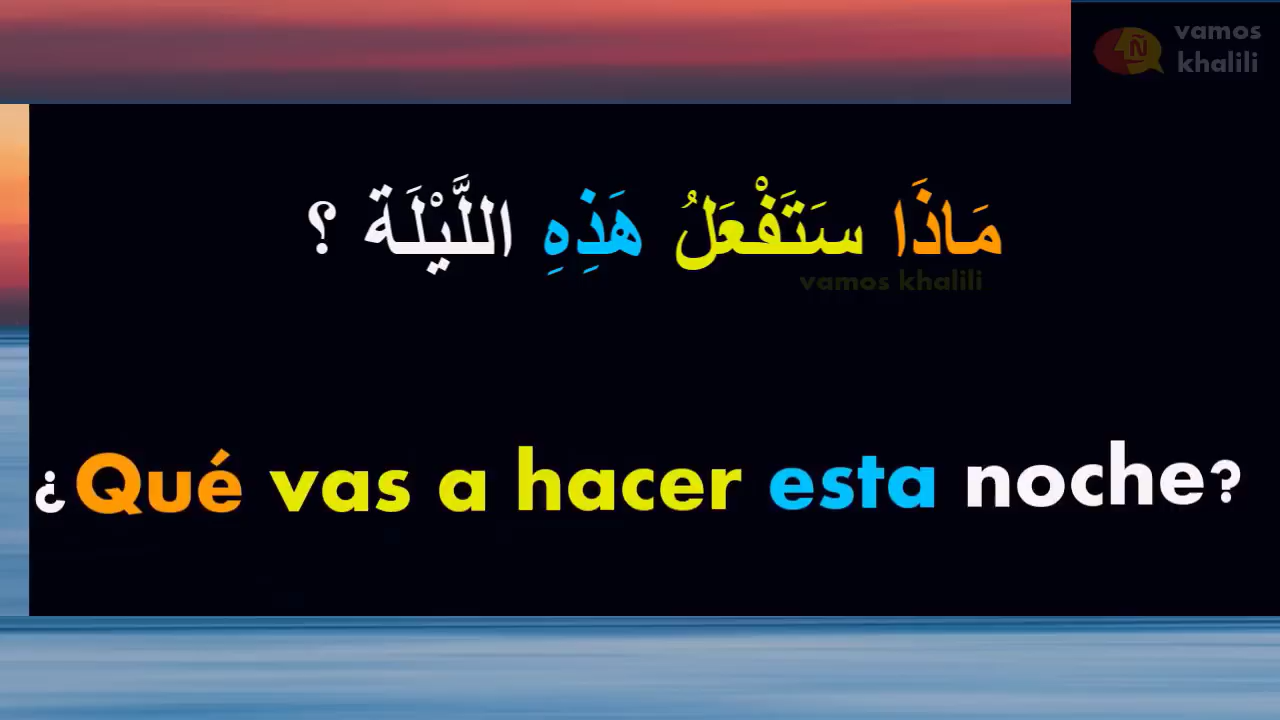 vamos
khalili
مَاذَا سَتَفْعَلُ هَذِهِ اللَّيْلَة ؟
vamos khalili
¿Qué vas a hacer esta noche?